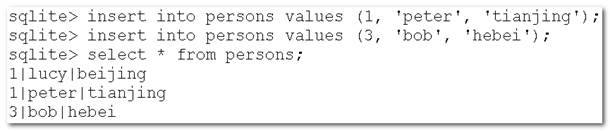 sqlite> insert into persons values (1, 'peter', 'tianjing');
sqlite> insert into persons values (3, 'bob', 'hebei');
sqlite> select * from persons;
1|lucy|beijing
1|peter|tianjing
3|bob|hebei